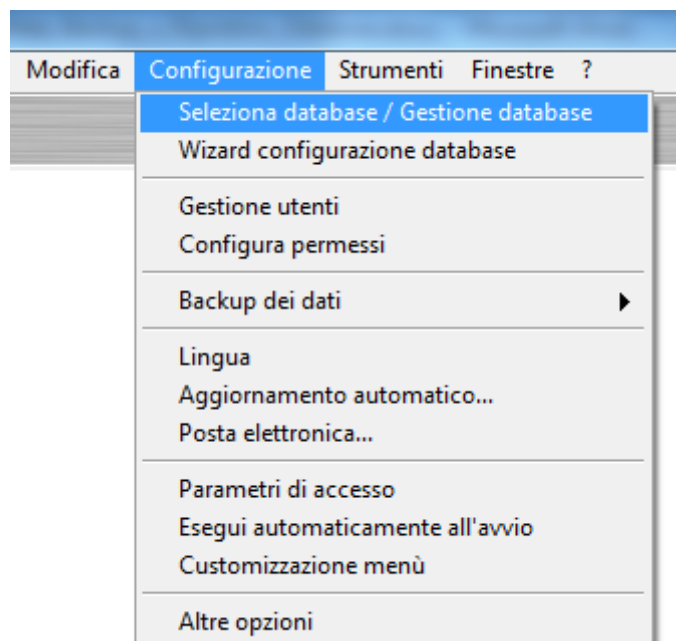 Modifica Configurazione Strumenti Finestre ?
Seleziona database / Gestione database
Wizard configurazione database
Gestione utenti
Configura permessi
Backup dei dati
Lingua
Aggiornamento automatico...
Posta elettronica...
Parametri di accesso
Esegui automaticamente all'avvio
Customizzazione menù
Altre opzioni